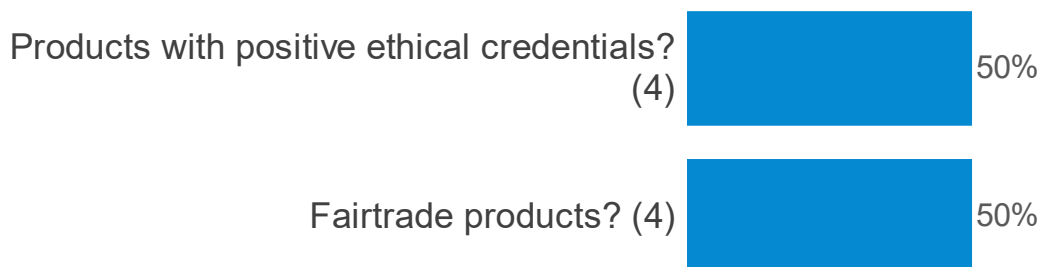 Products with positive ethical credentials?
(4)
50%
Fairtrade products? (4)
50%